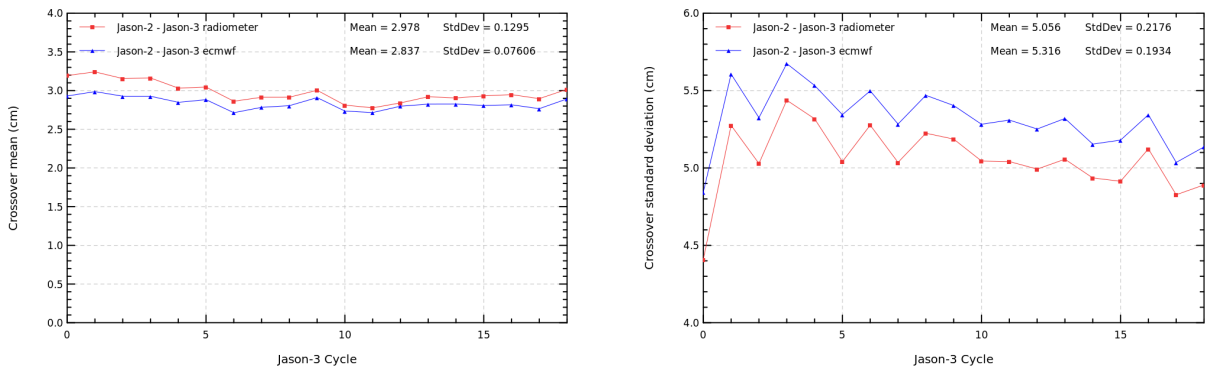 4.0
3.5
3.0
2.5
2.0
1.5
1.0
0.5
0.0
Crossover mean (cm)
Jason-2 - Jason-3 radiometer Mean = 2.978 StdDev = 0.1295
Jason-2 - Jason-3 ecmwf Mean = 2.837 StdDev = 0.07606
0 5 10 15
Jason-3 Cycle
6.0
5.5
5.0
4.5
4.0
Crossover standard deviation (cm)
Jason-2 - Jason-3 radiometer Mean = 5.056 StdDev = 0.2176
Jason-2 - Jason-3 ecmwf Mean = 5.316 StdDev = 0.1934
0 5 10 15
Jason-3 Cycle